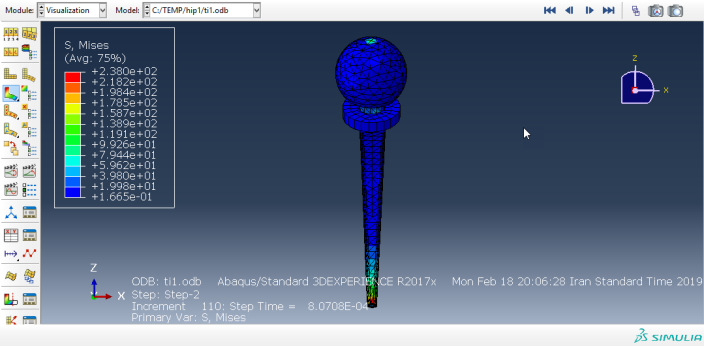 Module: Visualization Model: C:/TEMP/hip1/ti1.odb
S, Mises
(Avg: 75%)
+2.380e+02
+2.182e+02
+1.984e+02
+1.785e+02
+1.587e+02
+1.389e+02
+1.191e+02
+9.926e+01
+7.944e+01
+5.962e+01
+3.980e+01
+1.998e+01
+1.665e-01
Z
X
Z
X
ODB: ti1.odb Abaqus/Standard 3DEXPERIENCE R2017x Mon Feb 18 20:06:28 Iran Standard Time 2019
Step: Step-2
Increment 110: Step Time = 8.0708E-04
Primary Var: S, Mises
SIMULIA